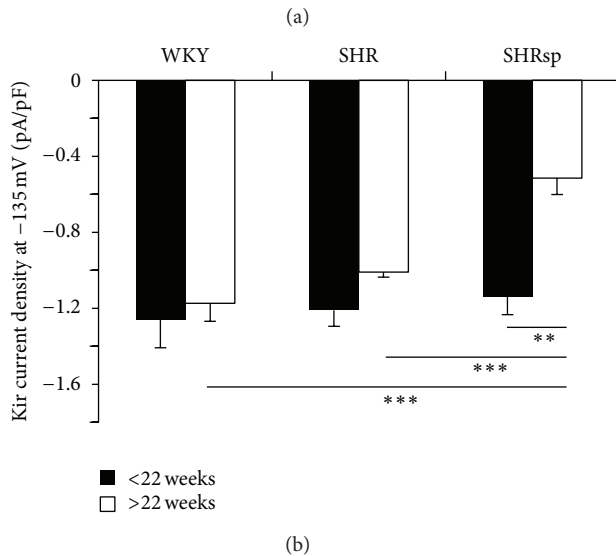 (a)
WKY SHR SHRsp
Kir current density at −135 mV (pA/pF)
0
−0.4
−0.8
−1.2
−1.6
**
***
***
<22 weeks
>22 weeks
(b)